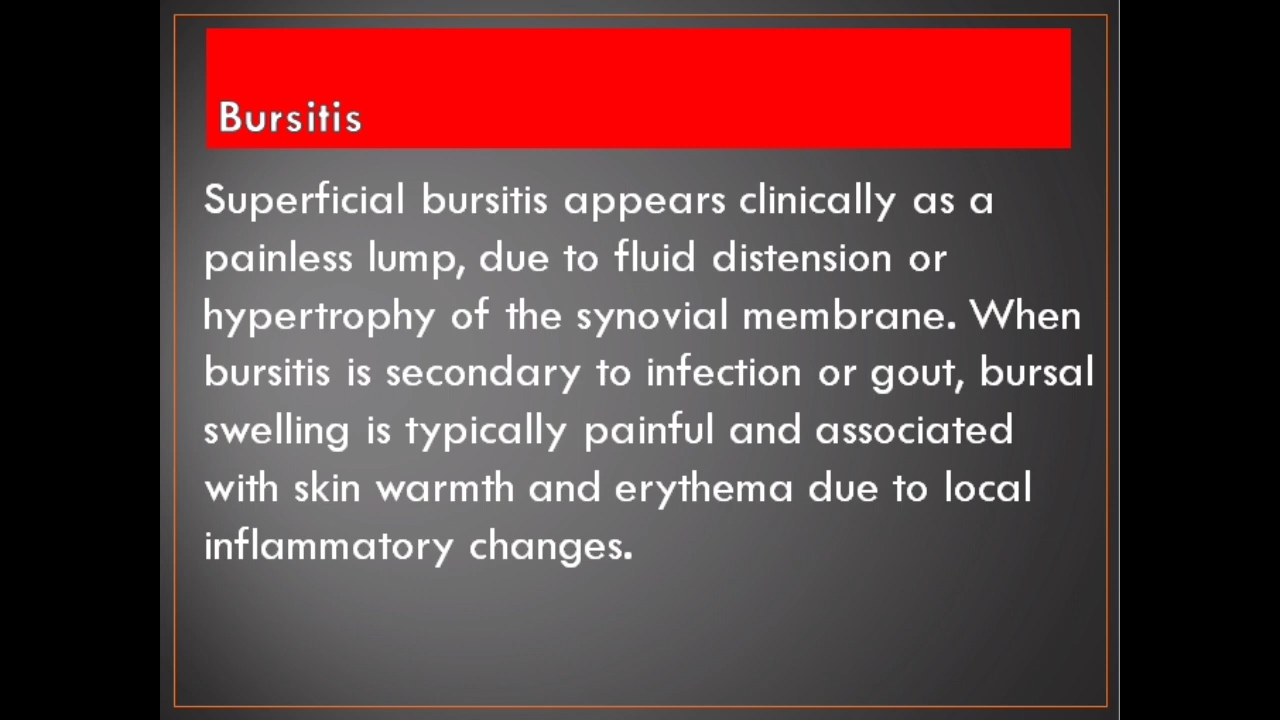 Bursitis
Superficial bursitis appears clinically as a
painless lump, due to fluid distension or
hypertrophy of the synovial membrane. When
bursitis is secondary to infection or gout, bursal
swelling is typically painful and associated
with skin warmth and erythema due to local
inflammatory changes.